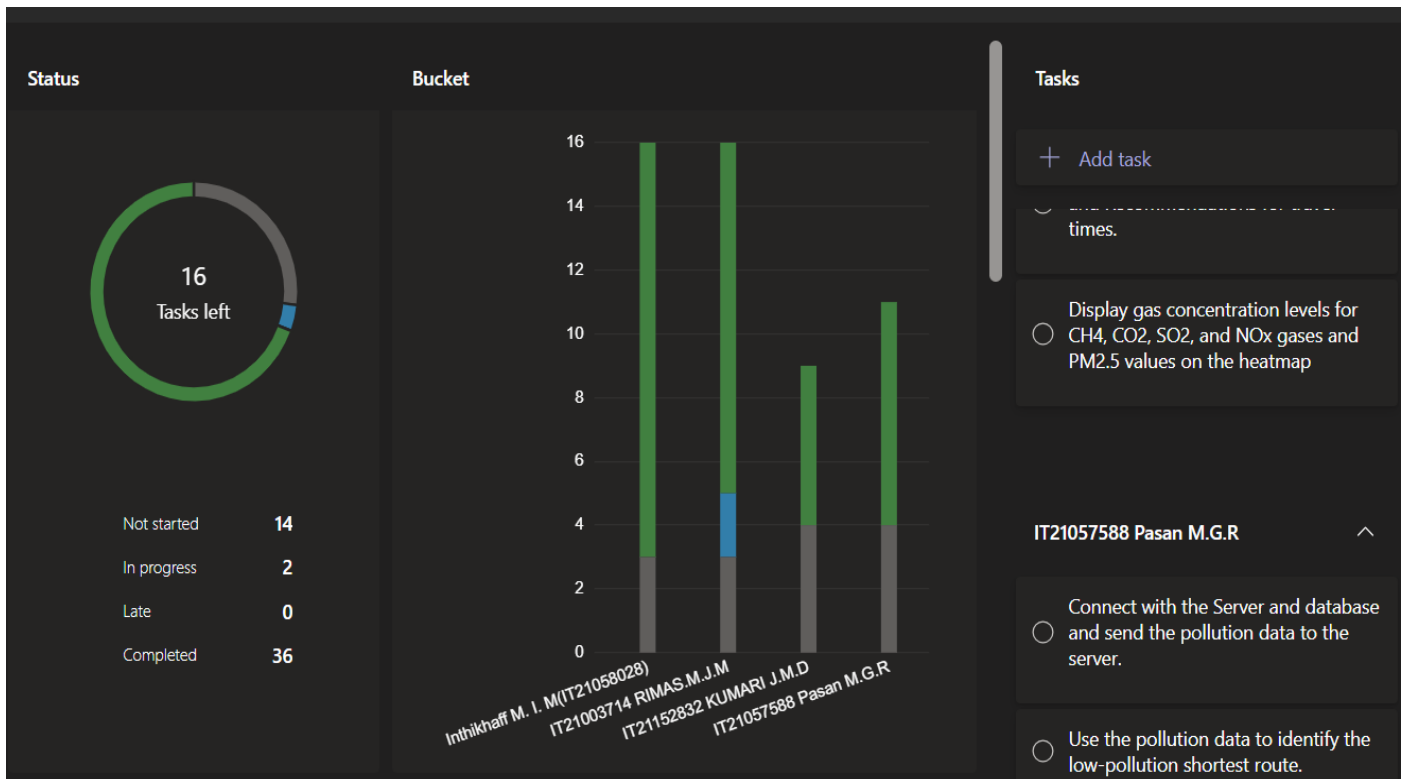 Status
16
Tasks left
Not started 14
In progress 2
Late 0
Completed 36
Bucket
16
14
12
10
8
6
4
2
0
Inthikhaff M. I. M(IT21058028)
IT21003714 RIMAS.M.J.M
IT21152832 KUMARI J.M.D
IT21057588 Pasan M.G.R
Tasks
Add task
times.
Display gas concentration levels for
CH4, CO2, SO2, and NOx gases and
PM2.5 values on the heatmap
IT21057588 Pasan M.G.R
Connect with the Server and database
and send the pollution data to the
server.
Use the pollution data to identify the
low-pollution shortest route.